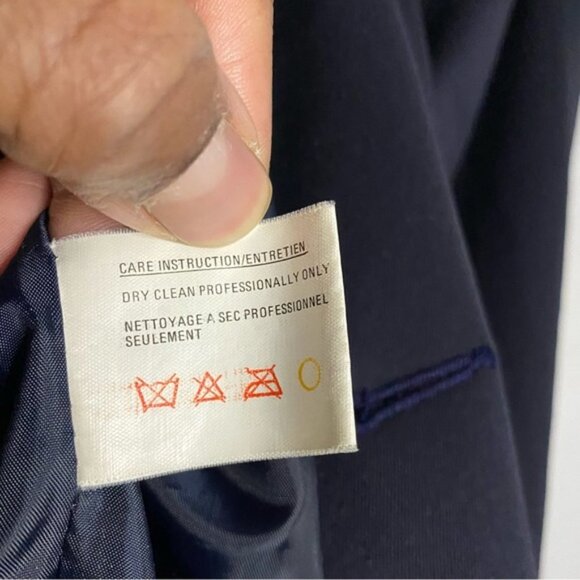 CARE INSTRUCTION/ENTRETIEN
DRY CLEAN PROFESSIONALLY ONLY
NETTOYAGE A SEC PROFESSIONNEL
SEULEMENT